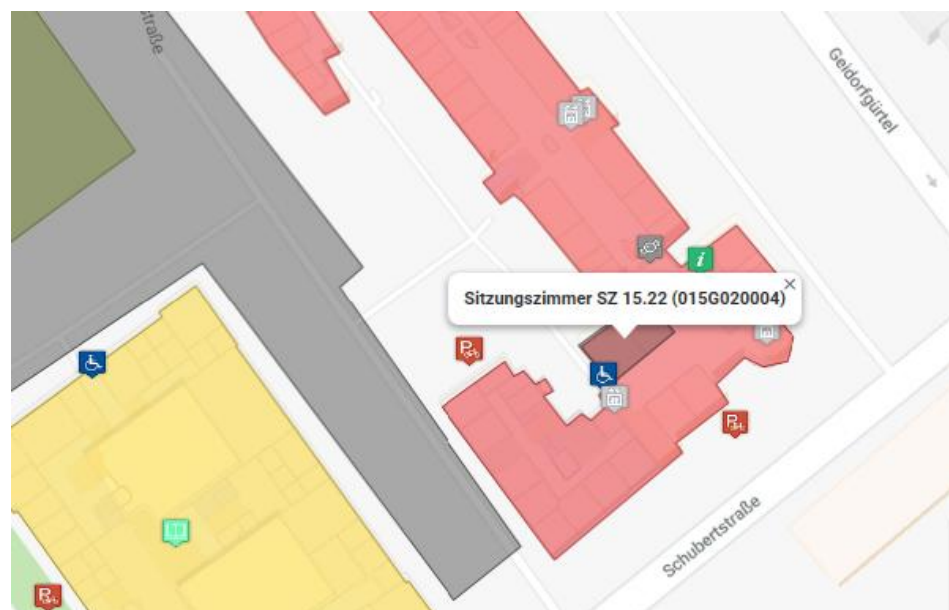 straße
Geidorfgürtel
i
Sitzungszimmer SZ 15.22 (015G020004)
×
P
P
Schubertstraße
P